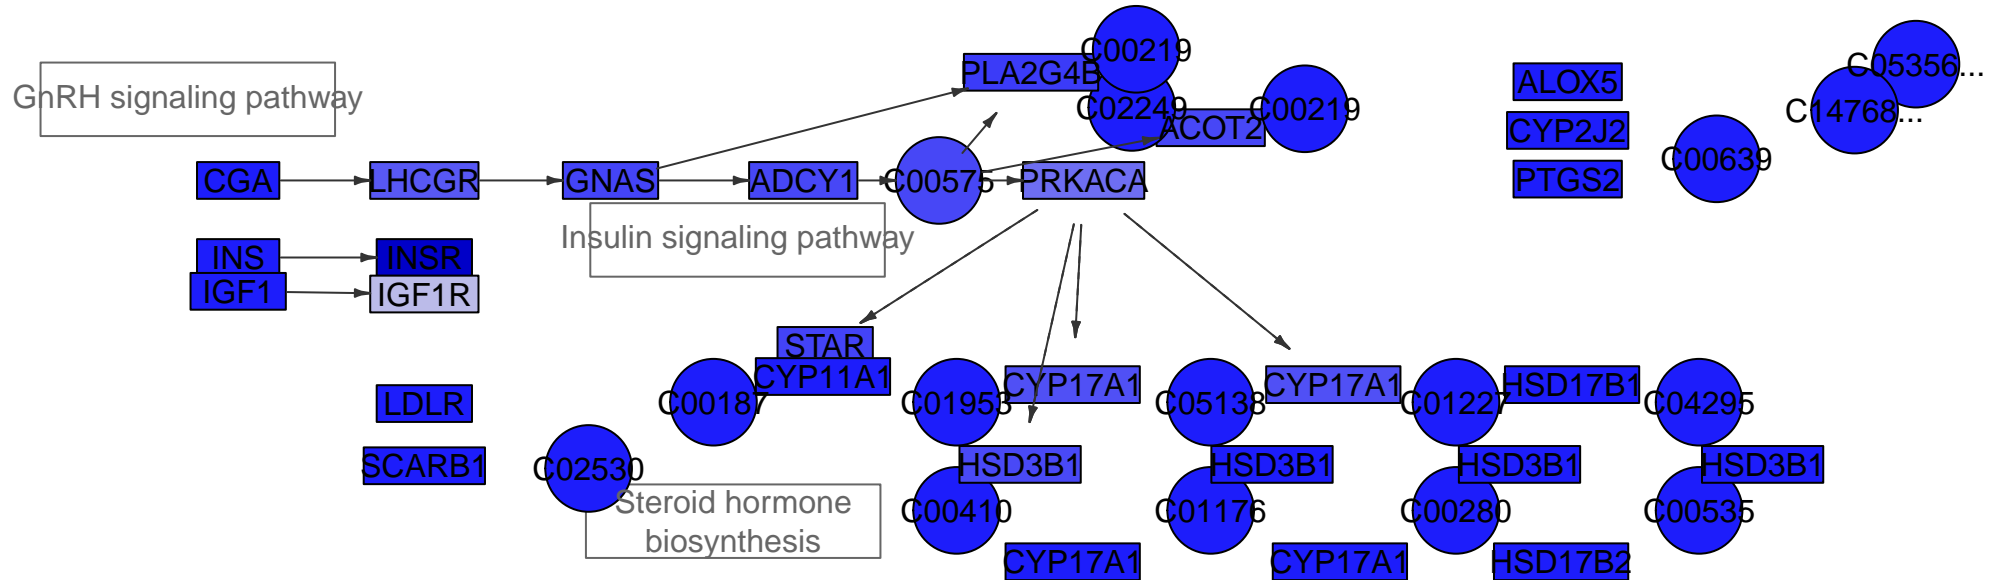 C00219
C05356...
PLA2G4B
ALOX5
GnRH signaling pathway
C02249
C00219
C14768...
ACOT2
CYP2J2
C00639
CGA
LHCGR
GNAS
ADCY1
C00575
PRKACA
PTGS2
Insulin signaling pathway
INS
INSR
IGF1
IGF1R
STAR
CYP11A1
CYP17A1
CYP17A1
HSD17B1
LDLR
C00187
C01953
C05138
C01227
C04295
SCARB1
C02530
HSD3B1
HSD3B1
HSD3B1
HSD3B1
Steroid hormone
biosynthesis
C00410
C01176
C00280
C00535
CYP17A1
CYP17A1
HSD17B2